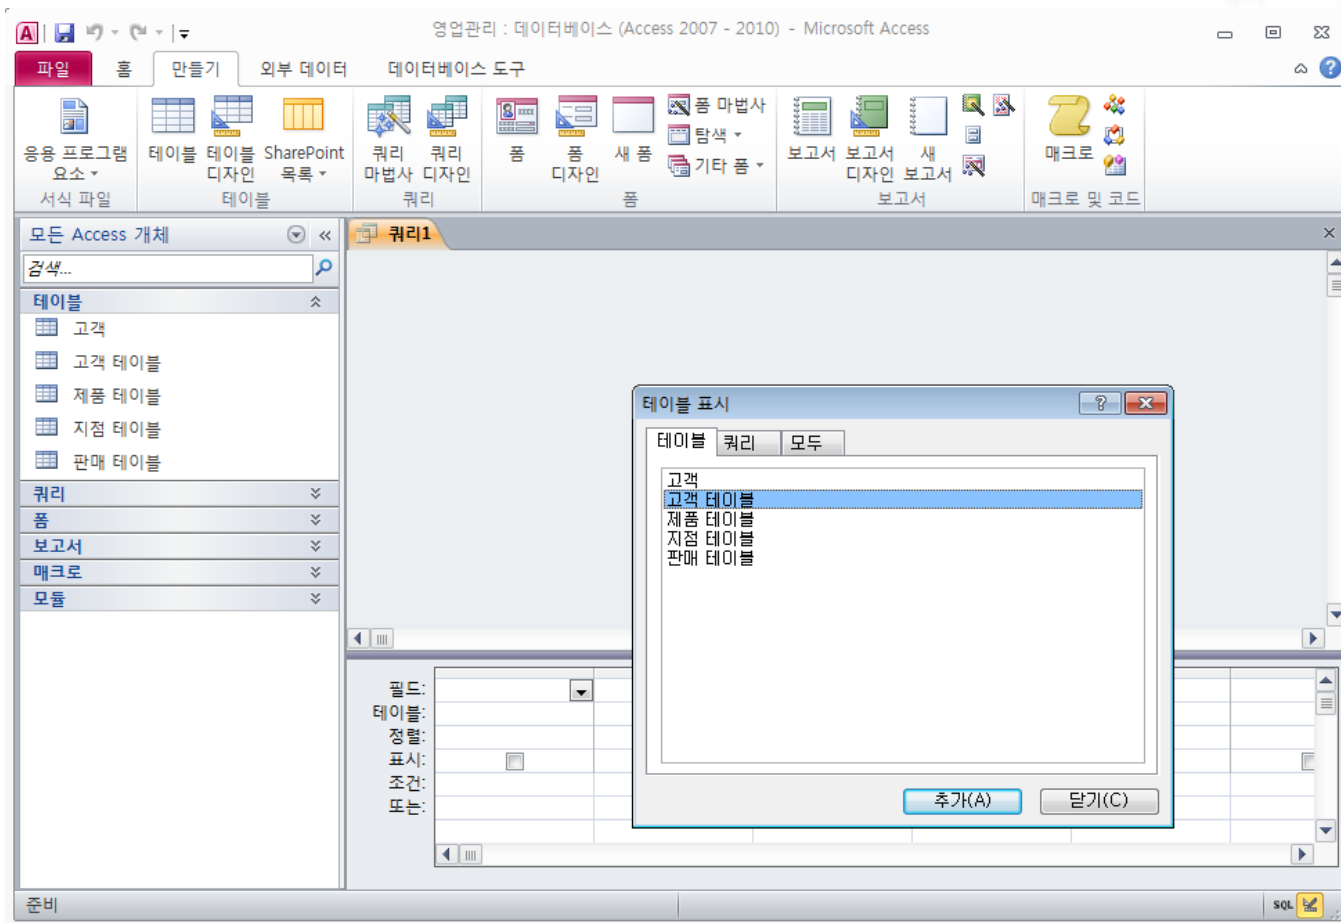 영업관리 : 데이터베이스 (Access 2007 - 2010) - Microsoft Access
파일 홈 만들기 외부 데이터 데이터베이스 도구
응용 프로그램 요소
테이블
테이블 디자인
SharePoint 목록
쿼리 마법사
쿼리 디자인
폼
폼 디자인
새 폼
폼 마법사
탐색
기타 폼
보고서
보고서 디자인
새 보고서
매크로
서식 파일 테이블 쿼리 폼 보고서 매크로 및 코드
모든 Access 개체
검색...
테이블
고객
고객 테이블
제품 테이블
지점 테이블
판매 테이블
쿼리
폼
보고서
매크로
모듈
쿼리1
테이블 표시
테이블 쿼리 모두
고객
고객 테이블
제품 테이블
지점 테이블
판매 테이블
추가(A) 닫기(C)
필드:
테이블:
정렬:
표시:
조건:
또는:
준비
SQL